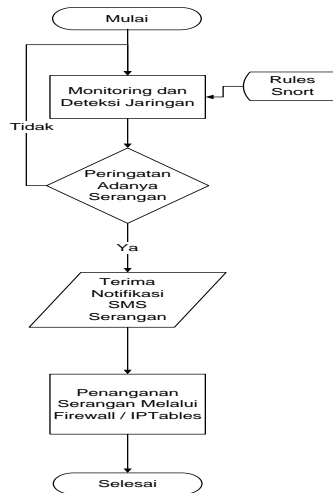 Mulai
Monitoring dan
Deteksi Jaringan
Rules
Snort
Tidak
Peringatan
Adanya
Serangan
Ya
Terima
Notifikasi
SMS
Serangan
Penanganan
Serangan Melalui
Firewall / IPTables
Selesai